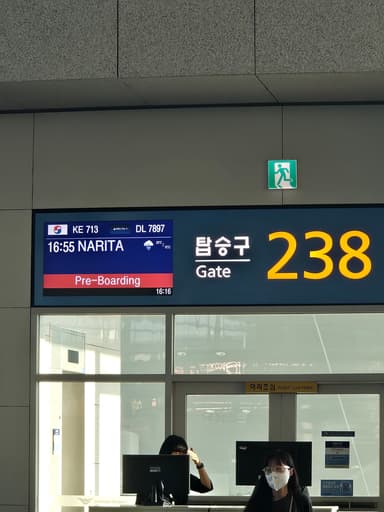 KE 713 DL 7897
16:55 NARITA
Pre-Boarding
16:16
탑승구
Gate
238